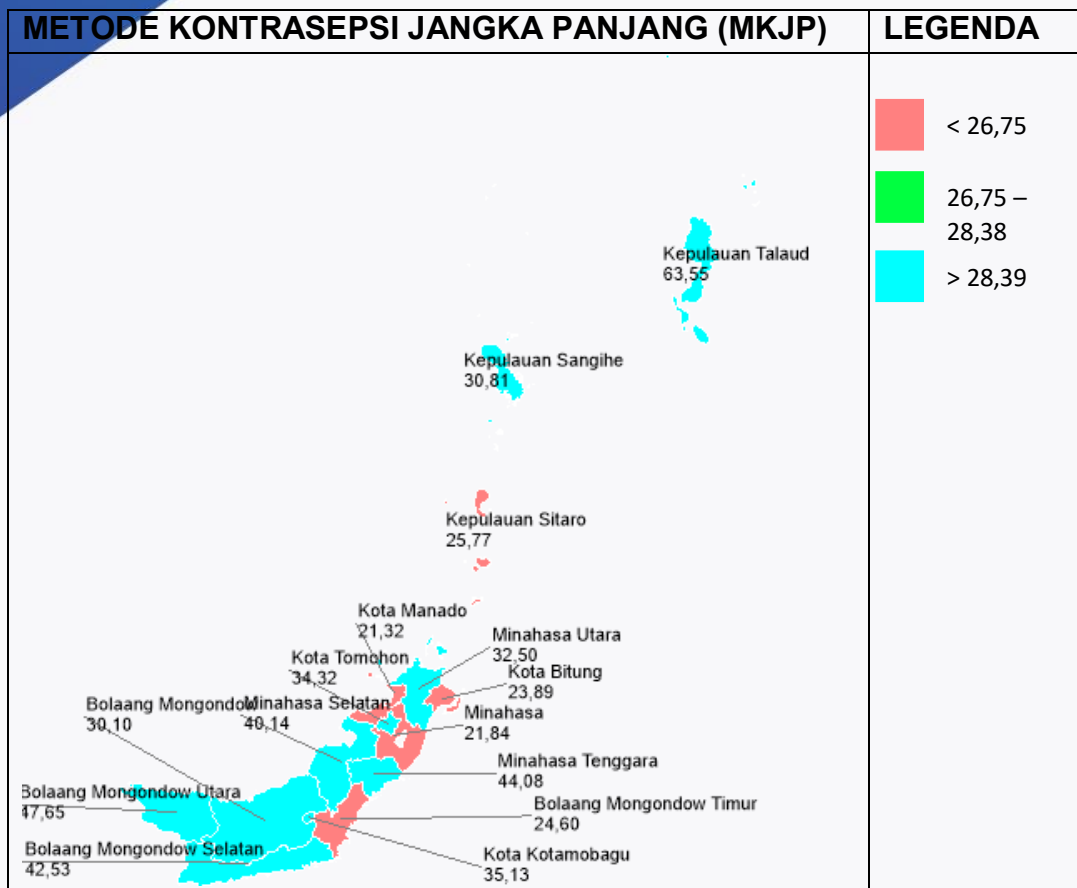 METODE KONTRASEPSI JANGKA PANJANG (MKJP)
LEGENDA
< 26,75
26,75 –
28,38
> 28,39
Kepulauan Talaud
63,55
Kepulauan Sangihe
30,81
Kepulauan Sitaro
25,77
Kota Manado
21,32
Minahasa Utara
32,50
Kota Tomohon
34,32
Kota Bitung
23,89
Bolaang Mongondow
30,10
Minahasa Selatan
40,14
Minahasa
21,84
Minahasa Tenggara
44,08
Bolaang Mongondow Utara
47,65
Bolaang Mongondow Timur
24,60
Bolaang Mongondow Selatan
42,53
Kota Kotamobagu
35,13